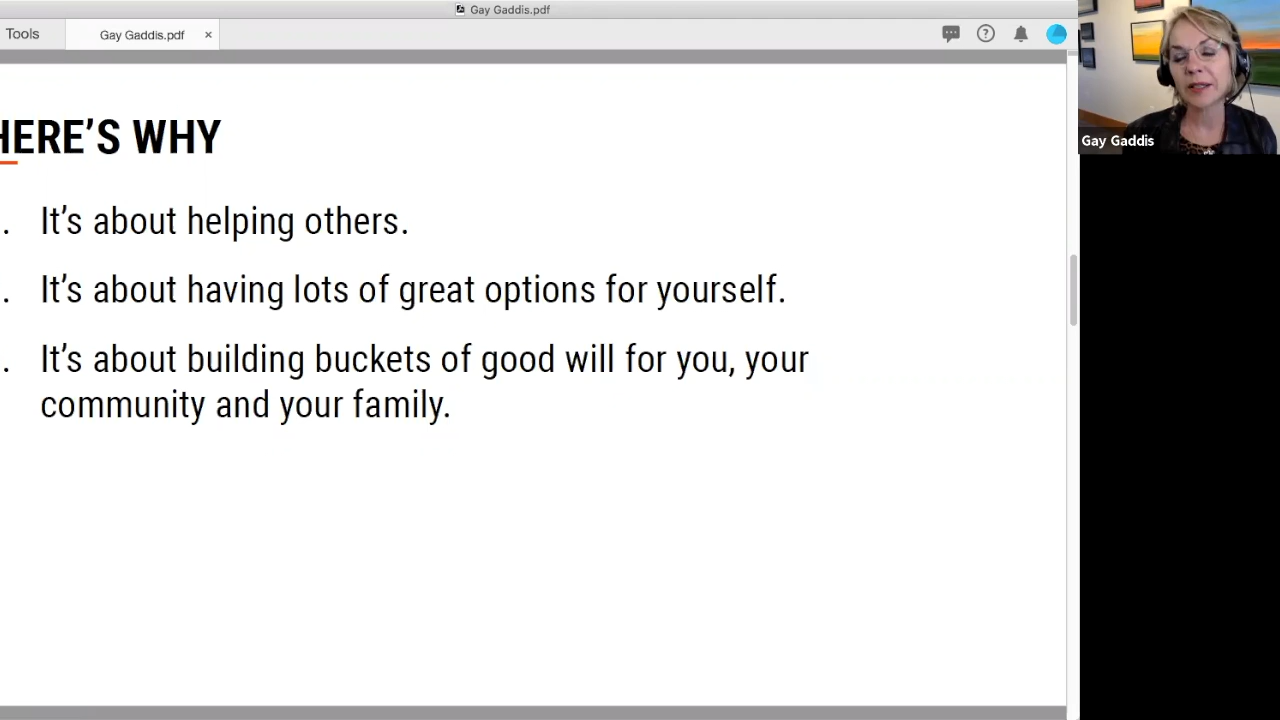 Gay Gaddis.pdf
Tools
Gay Gaddis.pdf ×
HERE'S WHY
. It's about helping others.
. It's about having lots of great options for yourself.
. It's about building buckets of good will for you, your
community and your family.
Gay Gaddis